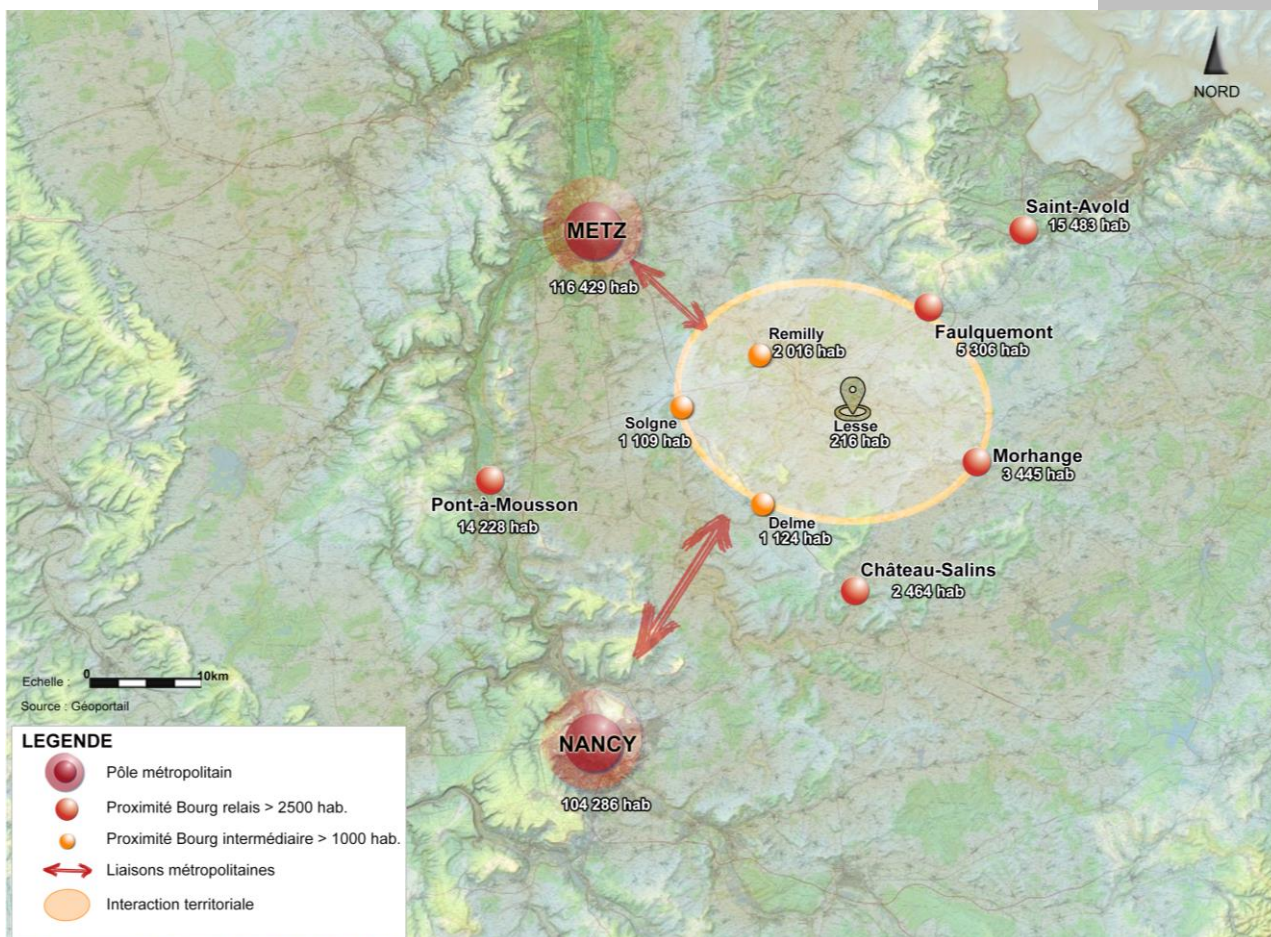 NORD
Saint-Avold
15 483 hab
METZ
116 429 hab
Faulquemont
5 306 hab
Remilly
2 016 hab
Lesse
216 hab
Solgne
1 109 hab
Morhange
3 445 hab
Pont-à-Mousson
14 228 hab
Delme
1 124 hab
Château-Salins
2 464 hab
Echelle : 0 10km
Source : Géoportail
NANCY
104 286 hab
LEGENDE
Pôle métropolitain
Proximité Bourg relais > 2500 hab.
Proximité Bourg intermédiaire > 1000 hab.
Liaisons métropolitaines
Interaction territoriale